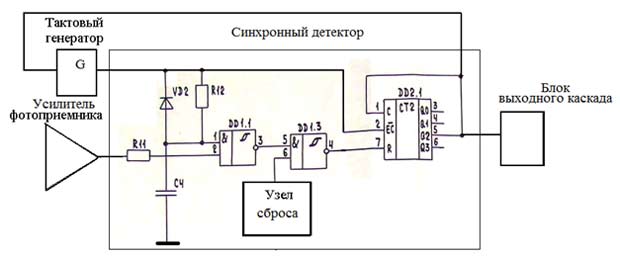 Тактовый
генератор
G
Синхронный детектор
Усилитель
фотоприемника
VD2
R12
R11
C4
DD1.1
1
2
&
3
DD1.3
5
6
&
4
Узел
сброса
DD2.1
CT2
1
C
2
EC
7
R
Q0
3
Q1
4
Q2
5
Q3
6
Блок
выходного каскада